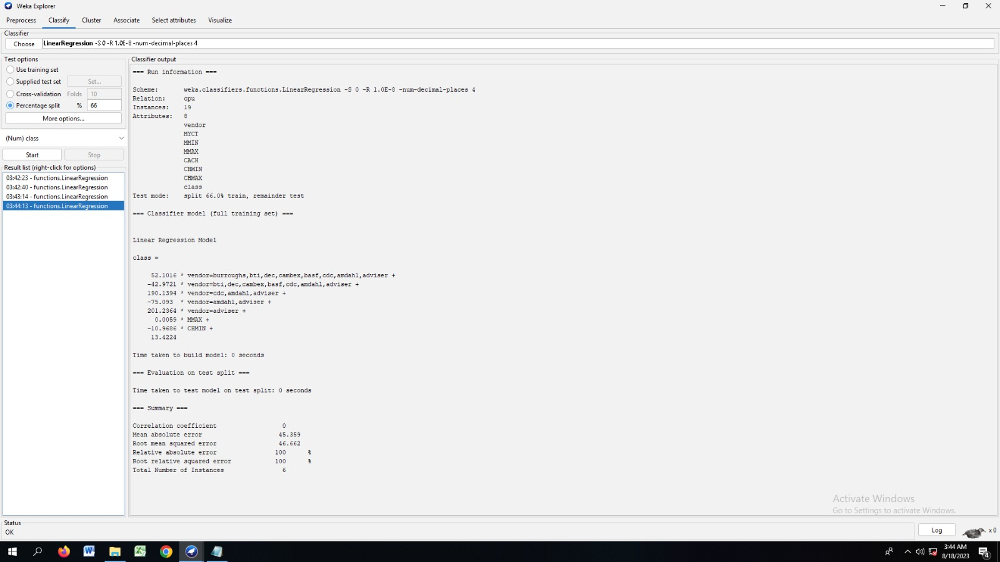 Weka Explorer
Preprocess Classify Cluster Associate Select attributes Visualize
Classifier
Choose LinearRegression -S 0 -R 1.0E-8 -num-decimal-places 4
Test options
Use training set
Supplied test set Set...
Cross-validation Folds 10
Percentage split % 66
More options...
(Num) class
Start Stop
Result list (right-click for options)
03:42:23 - functions.LinearRegression
03:42:40 - functions.LinearRegression
03:43:14 - functions.LinearRegression
03:44:13 - functions.LinearRegression
Classifier output
=== Run information ===
Scheme: weka.classifiers.functions.LinearRegression -S 0 -R 1.0E-8 -num-decimal-places 4
Relation: cpu
Instances: 19
Attributes: 8
vendor
MYCT
MMIN
MMAX
CACH
CHMIN
CHMAX
class
Test mode: split 66.0% train, remainder test
=== Classifier model (full training set) ===
Linear Regression Model
class =
52.1016 * vendor=burroughs,bti,dec,cambex,basf,cdc,amdahl,adviser +
-42.9721 * vendor=bti,dec,cambex,basf,cdc,amdahl,adviser +
190.1394 * vendor=cdc,amdahl,adviser +
-75.093 * vendor=amdahl,adviser +
201.2364 * vendor=adviser +
0.0059 * MMAX +
-10.9686 * CHMIN +
13.4224
Time taken to build model: 0 seconds
=== Evaluation on test split ===
Time taken to test model on test split: 0 seconds
=== Summary ===
Correlation coefficient 0
Mean absolute error 45.359
Root mean squared error 46.662
Relative absolute error 100 %
Root relative squared error 100 %
Total Number of Instances 6
Activate Windows
Go to Settings to activate Windows.
Status
OK
Log x 0
3:44 AM
8/18/2023
4